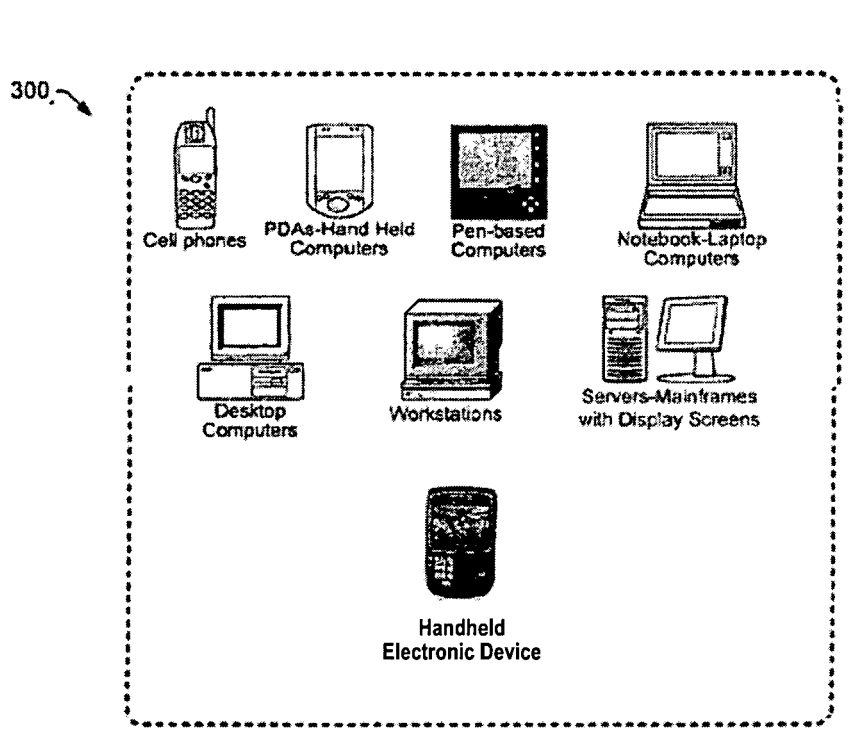 300
Cell phones
PDAs-Hand Held
Computers
Pen-based
Computers
Notebook-Laptop
Computers
Desktop
Computers
Workstations
Servers-Mainframes
with Display Screens
Handheld
Electronic Device